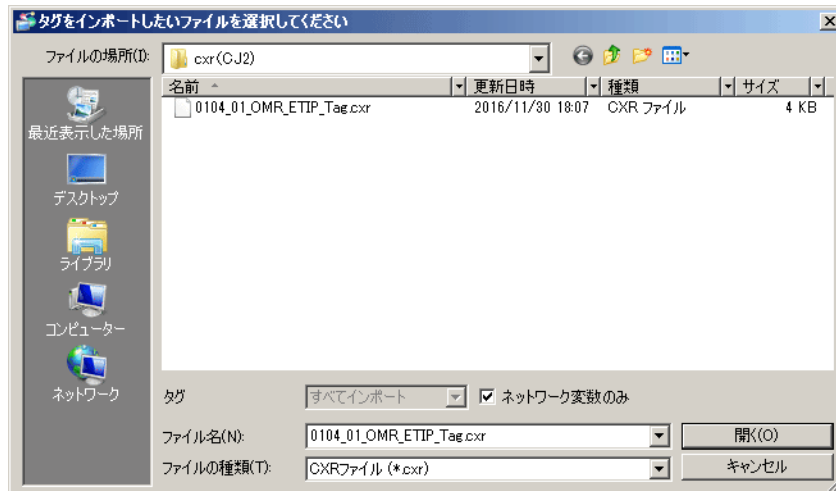 タグをインポートしたいファイルを選択してください
ファイルの場所(I):
cxr(CJ2)
名前 更新日時 種類 サイズ
0104_01_OMR_ETIP_Tag.cxr 2016/11/30 18:07 CXR ファイル 4 KB
最近表示した場所
デスクトップ
ライブラリ
コンピューター
ネットワーク
タグ すべてインポート ネットワーク変数のみ
ファイル名(N): 0104_01_OMR_ETIP_Tag.cxr 開く(O)
ファイルの種類(T): CXRファイル (*.cxr) キャンセル